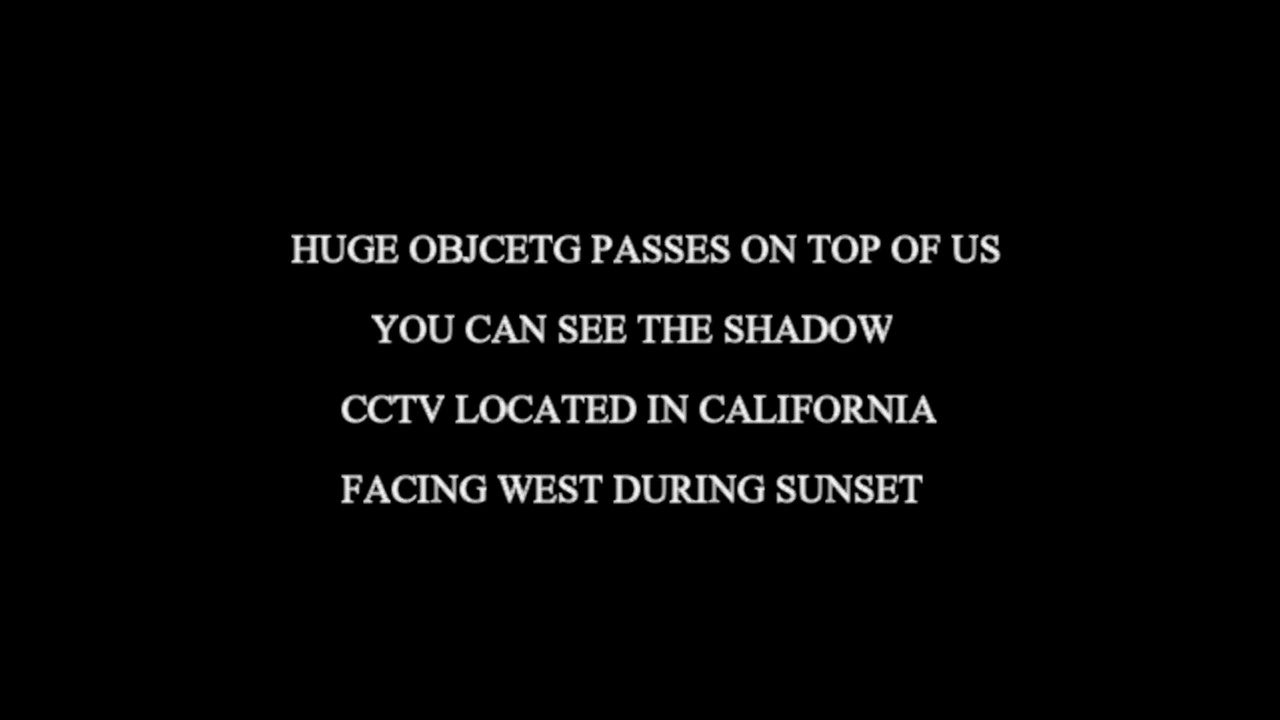 HUGE OBJCETG PASSES ON TOP OF US
YOU CAN SEE THE SHADOW
CCTV LOCATED IN CALIFORNIA
FACING WEST DURING SUNSET